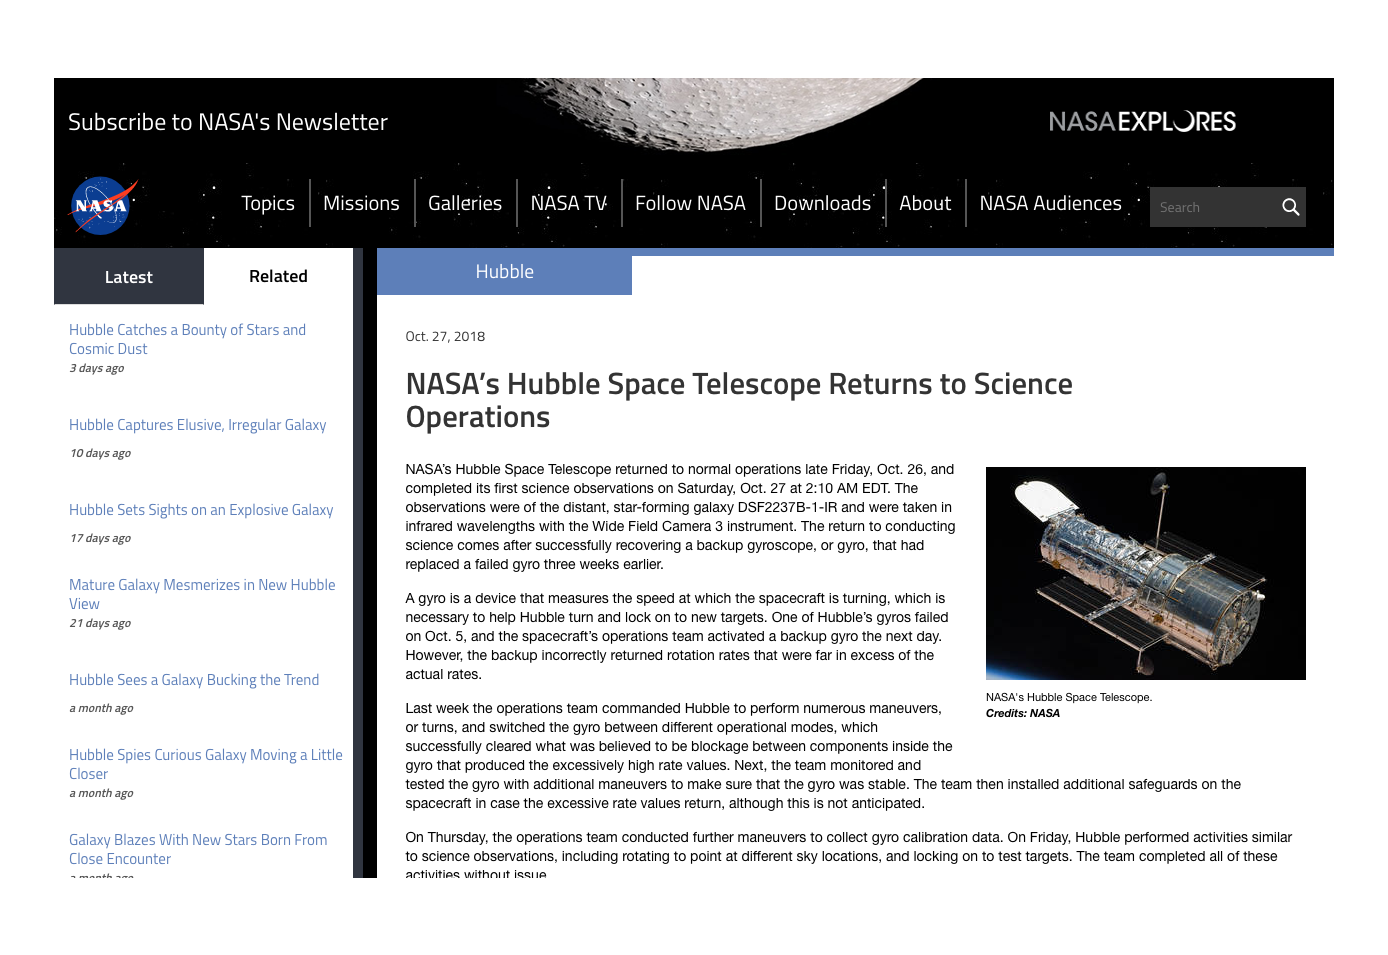 Subscribe to NASA's Newsletter
NASAEXPLORES
NASA
Topics
Missions
Galleries
NASA TV
Follow NASA
Downloads
About
NASA Audiences
Search
Latest
Related
Hubble Catches a Bounty of Stars and
Cosmic Dust
3 days ago
Hubble Captures Elusive, Irregular Galaxy
10 days ago
Hubble Sets Sights on an Explosive Galaxy
17 days ago
Mature Galaxy Mesmerizes in New Hubble
View
21 days ago
Hubble Sees a Galaxy Bucking the Trend
a month ago
Hubble Spies Curious Galaxy Moving a Little
Closer
a month ago
Galaxy Blazes With New Stars Born From
Close Encounter
a month ago
Hubble
Oct. 27, 2018
NASA’s Hubble Space Telescope Returns to Science
Operations
NASA’s Hubble Space Telescope returned to normal operations late Friday, Oct. 26, and
completed its first science observations on Saturday, Oct. 27 at 2:10 AM EDT. The
observations were of the distant, star-forming galaxy DSF2237B-1-IR and were taken in
infrared wavelengths with the Wide Field Camera 3 instrument. The return to conducting
science comes after successfully recovering a backup gyroscope, or gyro, that had
replaced a failed gyro three weeks earlier.
A gyro is a device that measures the speed at which the spacecraft is turning, which is
necessary to help Hubble turn and lock on to new targets. One of Hubble’s gyros failed
on Oct. 5, and the spacecraft’s operations team activated a backup gyro the next day.
However, the backup incorrectly returned rotation rates that were far in excess of the
actual rates.
Last week the operations team commanded Hubble to perform numerous maneuvers,
or turns, and switched the gyro between different operational modes, which
successfully cleared what was believed to be blockage between components inside the
gyro that produced the excessively high rate values. Next, the team monitored and
tested the gyro with additional maneuvers to make sure that the gyro was stable. The team then installed additional safeguards on the
spacecraft in case the excessive rate values return, although this is not anticipated.
On Thursday, the operations team conducted further maneuvers to collect gyro calibration data. On Friday, Hubble performed activities similar
to science observations, including rotating to point at different sky locations, and locking on to test targets. The team completed all of these
activities without issue.
NASA's Hubble Space Telescope.
Credits: NASA